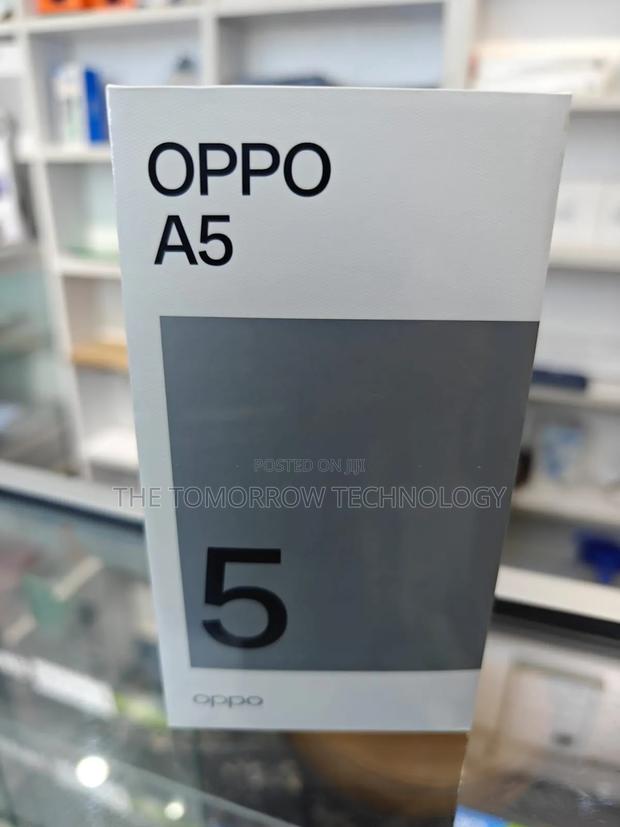 OPPO
A5
POSTED ON JIJI
THE TOMORROW TECHNOLOGY
5
oppo